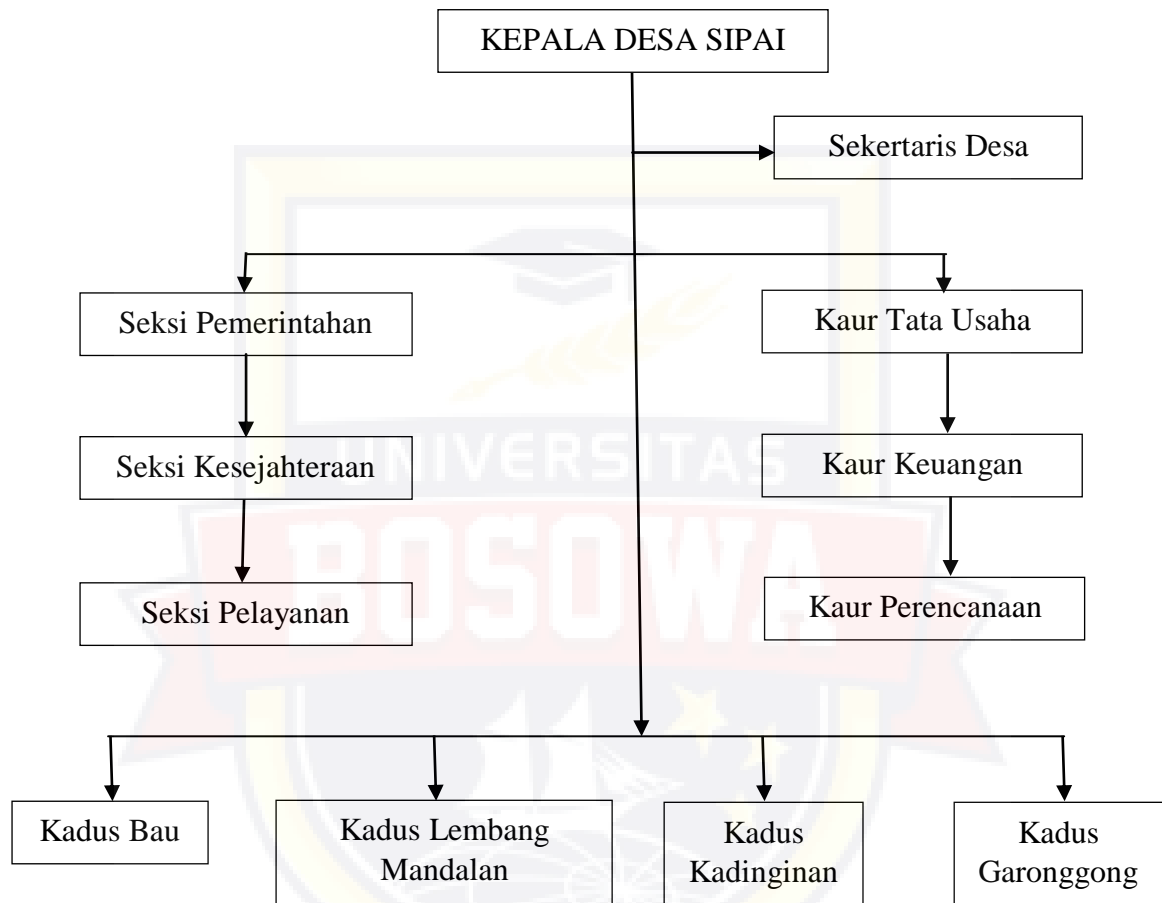 KEPALA DESA SIPAI
Sekertaris Desa
Seksi Pemerintahan
Kaur Tata Usaha
Seksi Kesejahteraan
Kaur Keuangan
UNIVERSITAS
BOSOWA
Seksi Pelayanan
Kaur Perencanaan
Kadus Bau
Kadus Lembang
Mandalan
Kadus
Kadinginan
Kadus
Garonggong